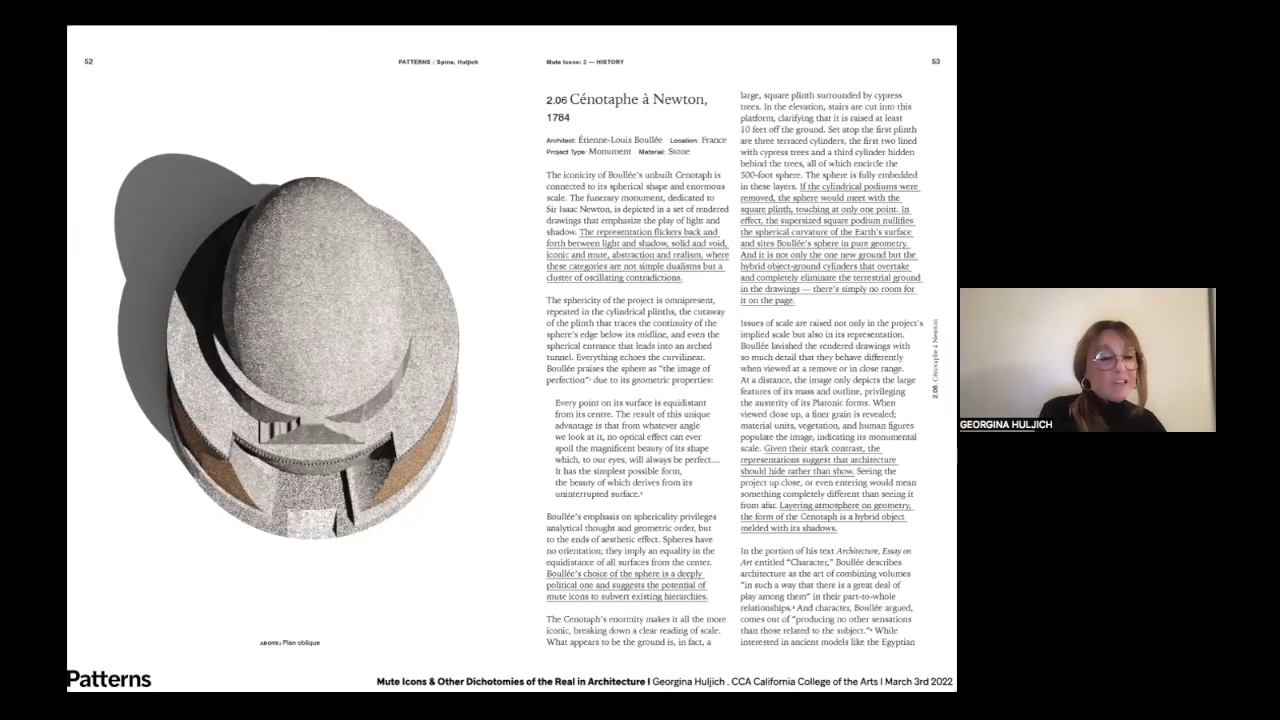 52
PATTERNS / Spina, Huljich
Mute Icons: 2 — HISTORY
53
2.06 Cénotaphe à Newton,
1784
Architect: Étienne-Louis Boullée Location: France
Project Type: Monument Material: Stone
The iconicity of Boullée's unbuilt Cenotaph is
connected to its spherical shape and enormous
scale. The funerary monument, dedicated to
Sir Isaac Newton, is depicted in a set of rendered
drawings that emphasize the play of light and
shadow. The representation flickers back and
forth between light and shadow, solid and void,
iconic and mute, abstraction and realism, where
these categories are not simple dualisms but a
cluster of oscillating contradictions.
The sphericity of the project is omnipresent,
repeated in the cylindrical plinths, the cutaway
of the plinth that traces the continuity of the
sphere's edge below its midline, and even the
spherical entrance that leads into an arched
tunnel. Everything echoes the curvilinear.
Boullée praises the sphere as "the image of
perfection"¹ due to its geometric properties:
Every point on its surface is equidistant
from its centre. The result of this unique
advantage is that from whatever angle
we look at it, no optical effect can ever
spoil the magnificent beauty of its shape
which, to our eyes, will always be perfect....
It has the simplest possible form,
the beauty of which derives from its
uninterrupted surface.²
Boullée's emphasis on sphericality privileges
analytical thought and geometric order, but
to the ends of aesthetic effect. Spheres have
no orientation; they imply an equality in the
equidistance of all surfaces from the center.
Boullée's choice of the sphere is a deeply
political one and suggests the potential of
mute icons to subvert existing hierarchies.
The Cenotaph's enormity makes it all the more
iconic, breaking down a clear reading of scale.
What appears to be the ground is, in fact, a
large, square plinth surrounded by cypress
trees. In the elevation, stairs are cut into this
platform, clarifying that it is raised at least
10 feet off the ground. Set atop the first plinth
are three terraced cylinders, the first two lined
with cypress trees and a third cylinder hidden
behind the trees, all of which encircle the
500-foot sphere. The sphere is fully embedded
in these layers. If the cylindrical podiums were
removed, the sphere would meet with the
square plinth, touching at only one point. In
effect, the supersized square podium nullifies
the spherical curvature of the Earth's surface
and sites Boullée's sphere in pure geometry.
And it is not only the one new ground but the
hybrid object-ground cylinders that overtake
and completely eliminate the terrestrial ground
in the drawings — there's simply no room for
it on the page.
Issues of scale are raised not only in the project's
implied scale but also in its representation.
Boullée lavished the rendered drawings with
so much detail that they behave differently
when viewed at a remove or in close range.
At a distance, the image only depicts the large
features of its mass and outline, privileging
the austerity of its Platonic forms. When
viewed close up, a finer grain is revealed;
material units, vegetation, and human figures
populate the image, indicating its monumental
scale. Given their stark contrast, the
representations suggest that architecture
should hide rather than show. Seeing the
project up close, or even entering would mean
something completely different than seeing it
from afar. Layering atmosphere on geometry,
the form of the Cenotaph is a hybrid object
melded with its shadows.
In the portion of his text Architecture, Essay on
Art entitled "Character," Boullée describes
architecture as the art of combining volumes
"in such a way that there is a great deal of
play among them" in their part-to-whole
relationships.³ And character, Boullée argued,
comes out of "producing no other sensations
than those related to the subject."⁴ While
interested in ancient models like the Egyptian
2.06: Cénotaphe à Newton
ABOVE: Plan oblique
Patterns
Mute Icons & Other Dichotomies of the Real in Architecture I Georgina Huljich . CCA California College of the Arts I March 3rd 2022
GEORGINA HULJICH